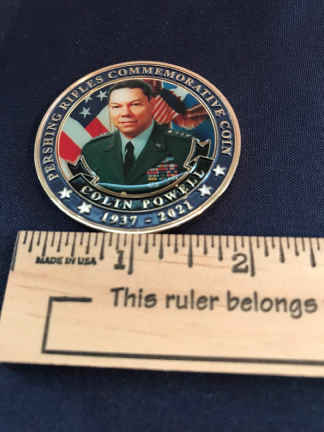 PERSHING RIFLES COMMEMORATIVE COIN
COLIN POWELL
1937 - 2021
MADE IN USA 1 2
This ruler belongs